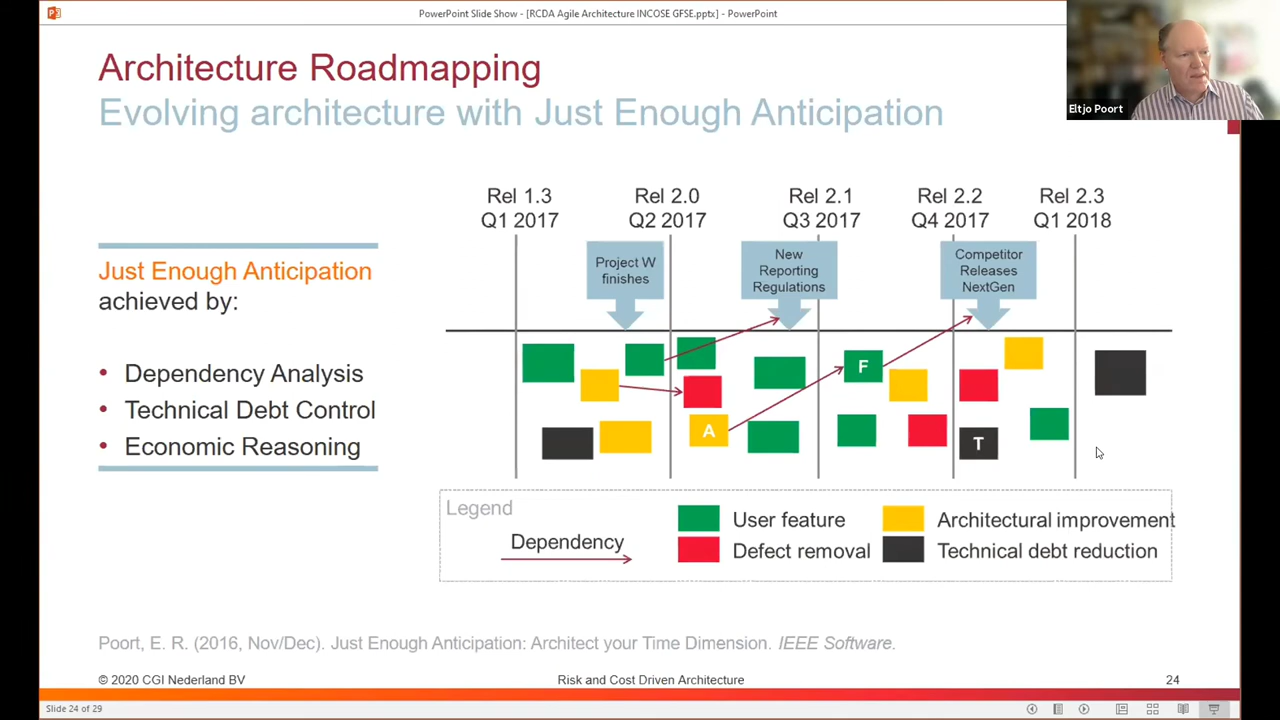 PowerPoint Slide Show - [RCDA Agile Architecture INCOSE GFSE.pptx] - PowerPoint
Eltjo Poort
Architecture Roadmapping
Evolving architecture with Just Enough Anticipation
Just Enough Anticipation
achieved by:
• Dependency Analysis
• Technical Debt Control
• Economic Reasoning
Rel 1.3
Q1 2017
Rel 2.0
Q2 2017
Rel 2.1
Q3 2017
Rel 2.2
Q4 2017
Rel 2.3
Q1 2018
Project W
finishes
New
Reporting
Regulations
Competitor
Releases
NextGen
F
A
T
Legend
Dependency
User feature
Defect removal
Architectural improvement
Technical debt reduction
Poort, E. R. (2016, Nov/Dec). Just Enough Anticipation: Architect your Time Dimension. IEEE Software.
© 2020 CGI Nederland BV
Risk and Cost Driven Architecture
24
Slide 24 of 29